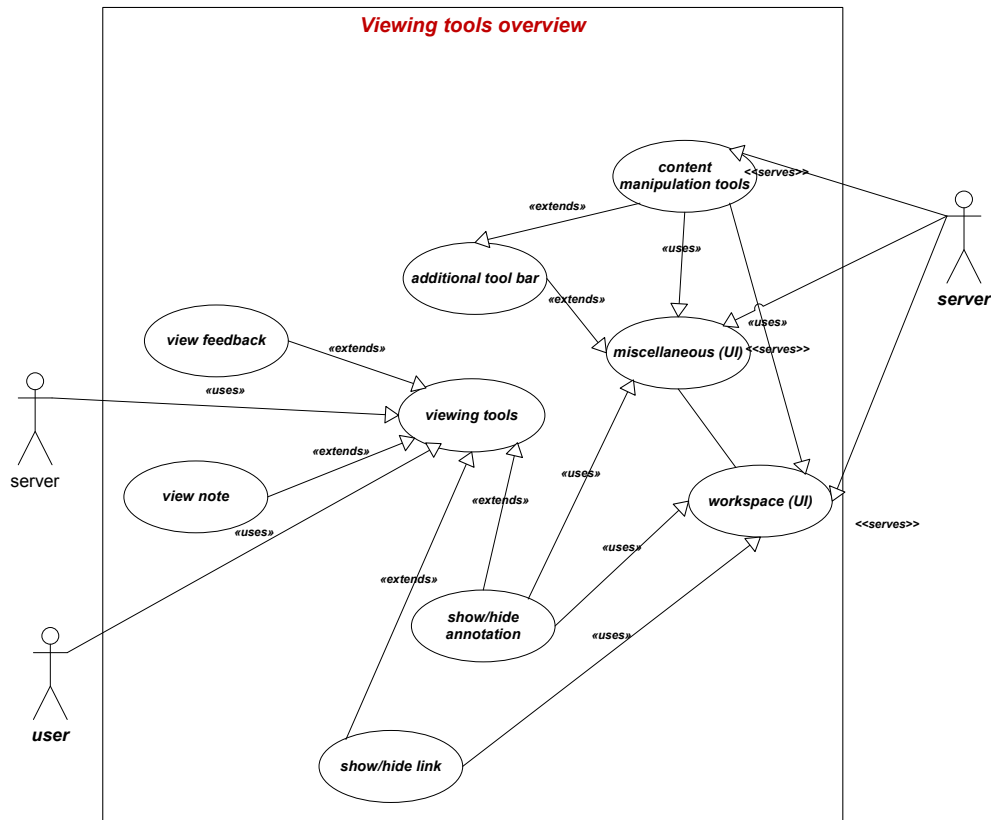 Viewing tools overview
content
manipulation tools
<<serves>>
«extends»
«uses»
additional tool bar
«extends»
server
«uses»
view feedback
«extends»
miscellaneous (UI)
<<serves>>
«uses»
viewing tools
server
«extends»
«uses»
view note
«extends»
workspace (UI)
«uses»
<<serves>>
«uses»
«extends»
show/hide
annotation
«uses»
user
show/hide link